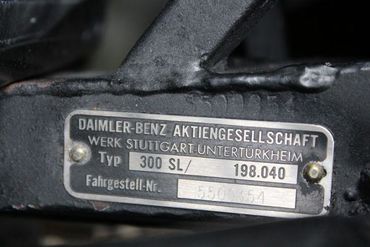 DAIMLER-BENZ AKTIENGESELLSCHAFT
WERK STUTTGART-UNTERTÜRKHEIM
Typ 300 SL/ 198.040
Fahrgestell-Nr.